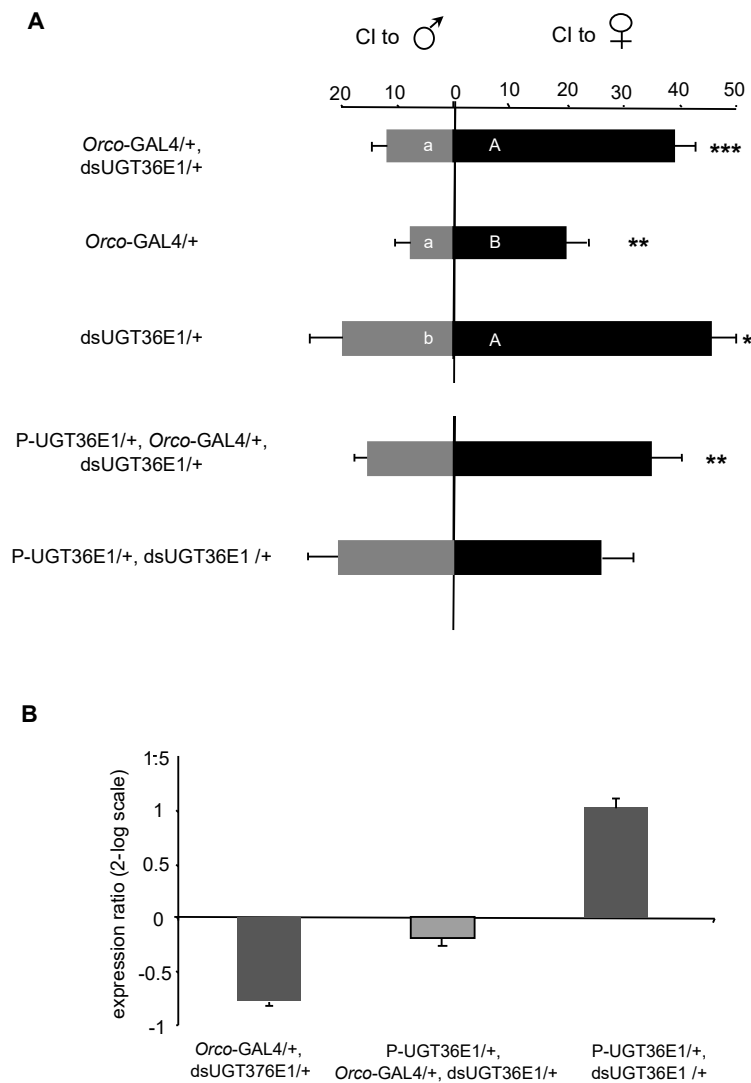 A
CI to ♂ CI to ♀
20 10 0 10 20 30 40 50
Orco-GAL4/+,
dsUGT36E1/+
a A ***
Orco-GAL4/+ a B **
dsUGT36E1/+ b A *
P-UGT36E1/+, Orco-GAL4/+,
dsUGT36E1/+
**
P-UGT36E1/+, dsUGT36E1 /+
B
expression ratio (2-log scale)
1:5
1
0.5
0
-0.5
-1
Orco-GAL4/+,
dsUGT376E1/+
P-UGT36E1/+,
Orco-GAL4/+, dsUGT36E1/+
P-UGT36E1/+,
dsUGT36E1 /+